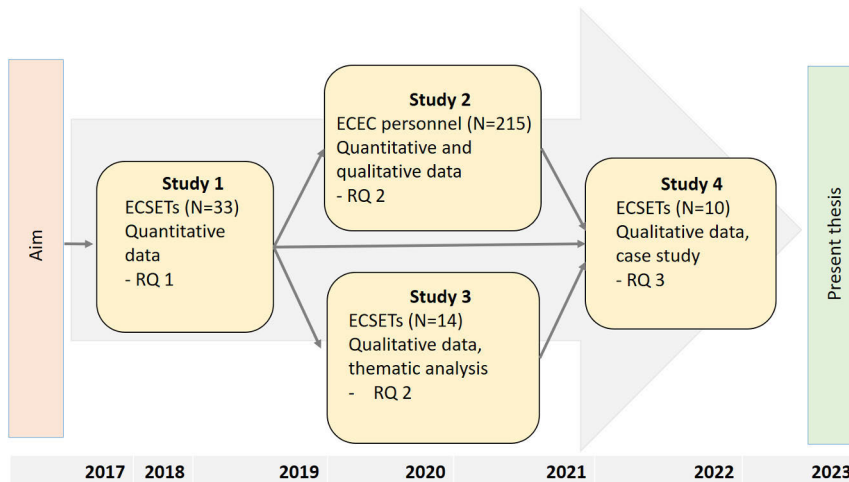 Aim
Study 1
ECSETs (N=33)
Quantitative
data
- RQ 1
Study 2
ECEC personnel (N=215)
Quantitative and
qualitative data
- RQ 2
Study 3
ECSETs (N=14)
Qualitative data,
thematic analysis
- RQ 2
Study 4
ECSETs (N=10)
Qualitative data,
case study
- RQ 3
Present thesis
2017 2018 2019 2020 2021 2022 2023